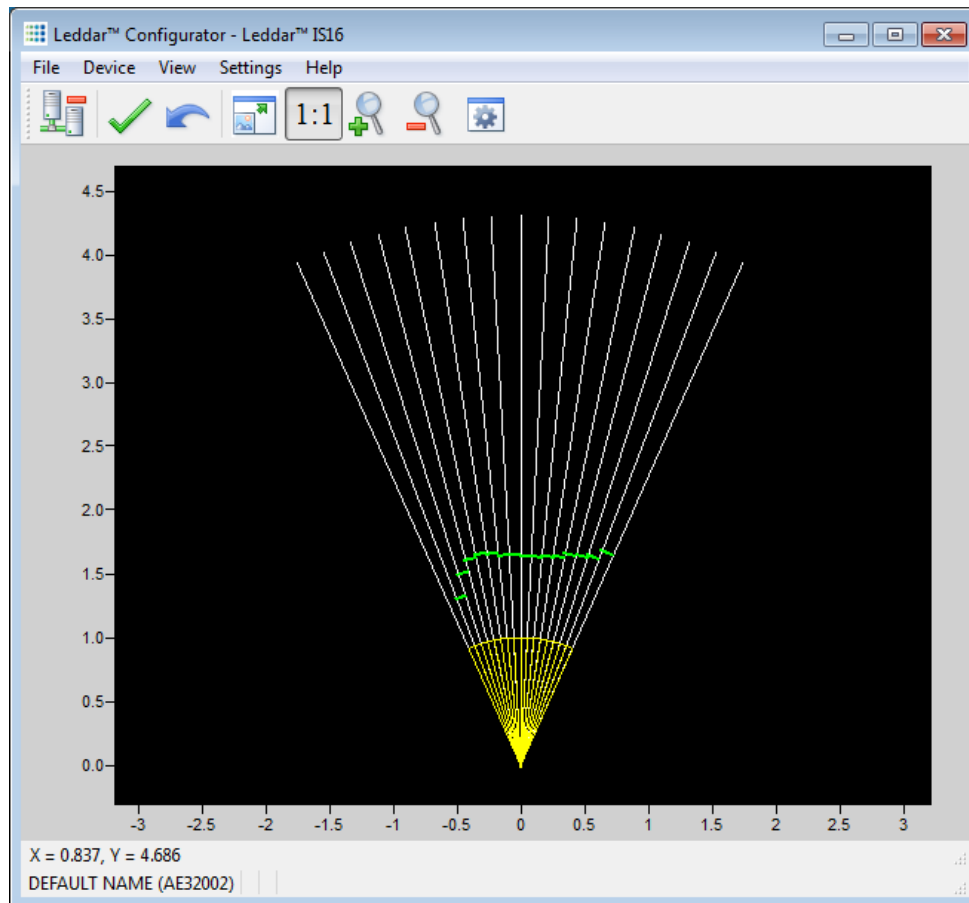 Leddar™ Configurator - Leddar™ IS16
File Device View Settings Help
1:1
4.5
4.0
3.5
3.0
2.5
2.0
1.5
1.0
0.5
0.0
-3 -2.5 -2 -1.5 -1 -0.5 0 0.5 1 1.5 2 2.5 3
X = 0.837, Y = 4.686
DEFAULT NAME (AE32002)